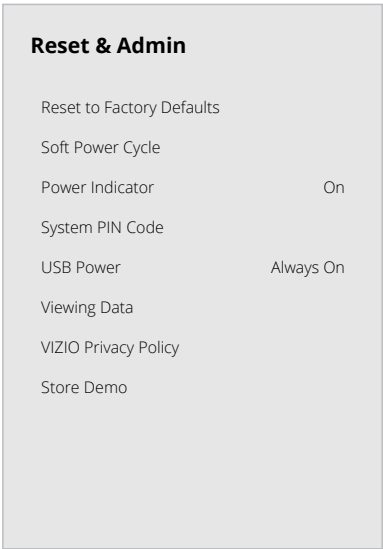 Reset & Admin
Reset to Factory Defaults
Soft Power Cycle
Power Indicator On
System PIN Code
USB Power Always On
Viewing Data
VIZIO Privacy Policy
Store Demo